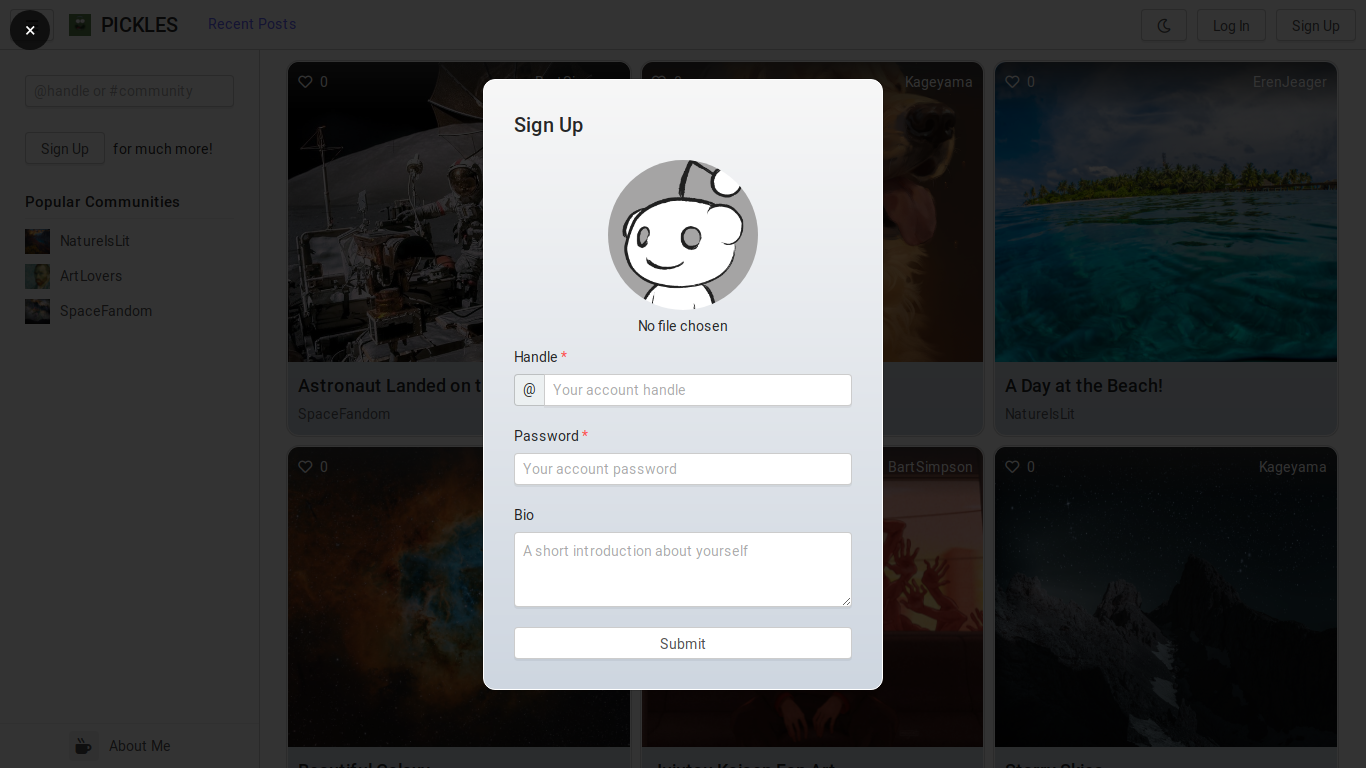 ×
PICKLES
Recent Posts
Log In
Sign Up
@handle or #community
Sign Up for much more!
Popular Communities
NatureIsLit
ArtLovers
SpaceFandom
About Me
0
Kageyama
0
ErenJeager
Astronaut Landed on t
SpaceFandom
A Day at the Beach!
NatureIsLit
0
BartSimpson
0
Kageyama
Sign Up
No file chosen
Handle *
@ Your account handle
Password *
Your account password
Bio
A short introduction about yourself
Submit